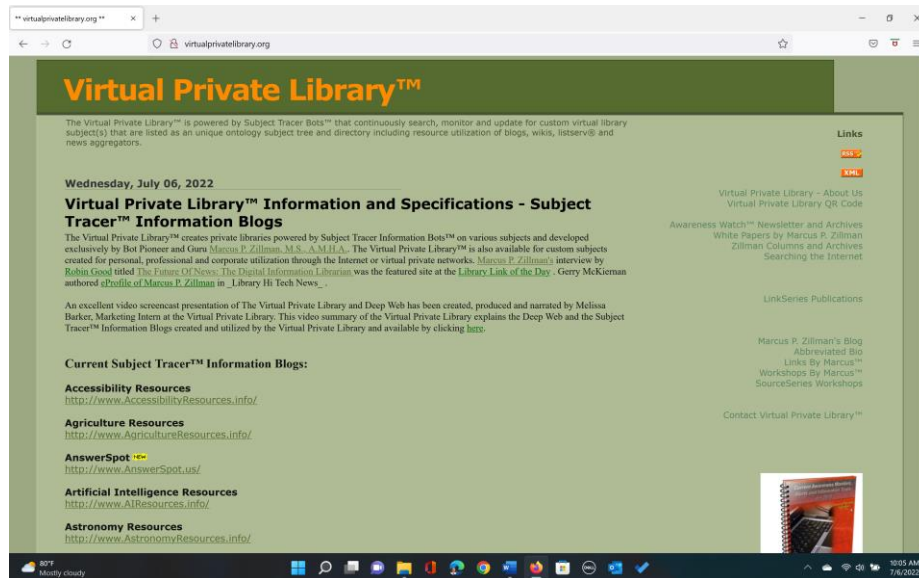 ** virtualprivatelibrary.org **
virtualprivatelibrary.org
Virtual Private Library™
The Virtual Private Library™ is powered by Subject Tracer Bots™ that continuously search, monitor and update for custom virtual library
subject(s) that are listed as an unique ontology subject tree and directory including resource utilization of blogs, wikis, listserv® and
news aggregators.
Wednesday, July 06, 2022
Virtual Private Library™ Information and Specifications - Subject
Tracer™ Information Blogs
The Virtual Private Library™ creates private libraries powered by Subject Tracer Information Bots™ on various subjects and developed
exclusively by Bot Pioneer and Guru Marcus P. Zillman, M.S., A.M.H.A.. The Virtual Private Library™ is also available for custom subjects
created for personal, professional and corporate utilization through the Internet or virtual private networks. Marcus P. Zillman's interview by
Robin Good titled The Future Of News: The Digital Information Librarian was the featured site at the Library Link of the Day . Gerry McKiernan
authored eProfile of Marcus P. Zillman in _Library Hi Tech News_ .
An excellent video screencast presentation of The Virtual Private Library and Deep Web has been created, produced and narrated by Melissa
Barker, Marketing Intern at the Virtual Private Library. This video summary of the Virtual Private Library explains the Deep Web and the Subject
Tracer™ Information Blogs created and utilized by the Virtual Private Library and available by clicking here.
Current Subject Tracer™ Information Blogs:
Accessibility Resources
http://www.AccessibilityResources.info/
Agriculture Resources
http://www.AgricultureResources.info/
AnswerSpot NEW
http://www.AnswerSpot.us/
Artificial Intelligence Resources
http://www.AIResources.info/
Astronomy Resources
http://www.AstronomyResources.info/
Links
RSS
XML
Virtual Private Library - About Us
Virtual Private Library QR Code
Awareness Watch™ Newsletter and Archives
White Papers by Marcus P. Zillman
Zillman Columns and Archives
Searching the Internet
LinkSeries Publications
Marcus P. Zillman's Blog
Abbreviated Bio
Links By Marcus™
Workshops By Marcus™
SourceSeries Workshops
Contact Virtual Private Library™
80°F
Mostly cloudy
10:05 AM
7/6/2022